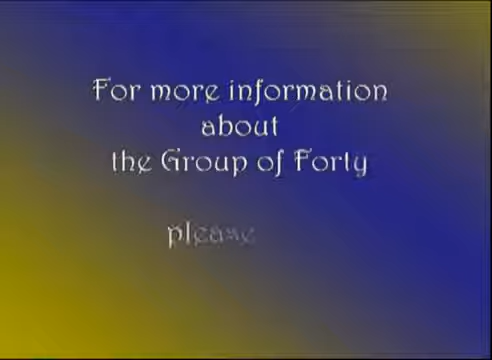 For more information
about
the Group of Forty
please